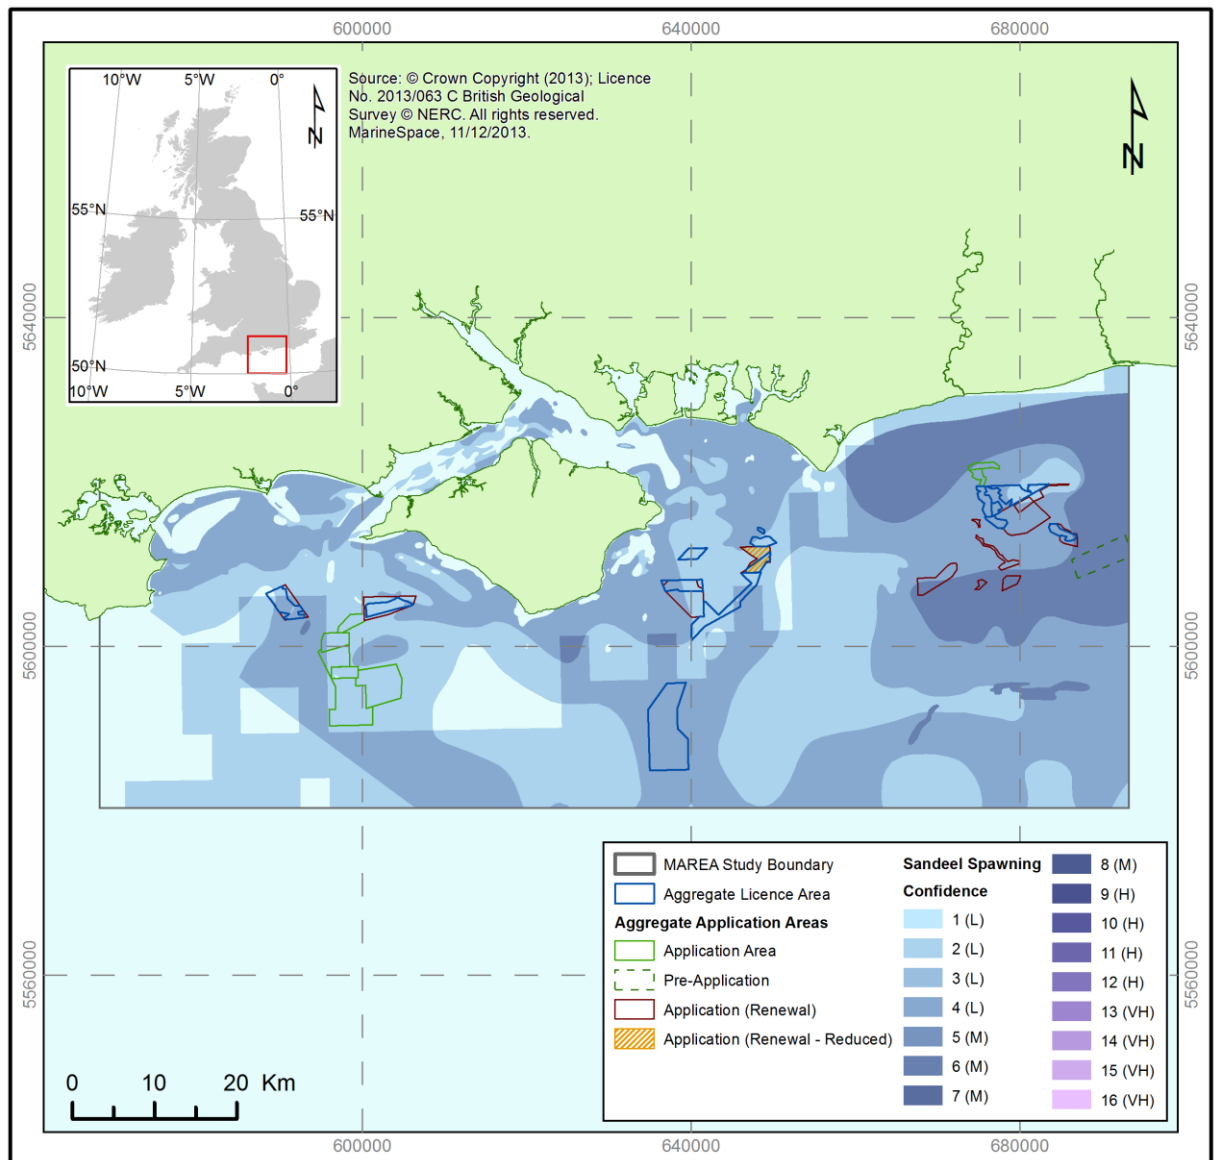 600000 640000 680000
10°W 5°W 0°
Source: © Crown Copyright (2013); Licence
No. 2013/063 C British Geological
Survey © NERC. All rights reserved.
MarineSpace, 11/12/2013.
N
N
55°N 55°N
50°N
10°W 5°W 0°
5640000 5640000
5600000 5600000
5560000 5560000
MAREA Study Boundary
Aggregate Licence Area
Aggregate Application Areas
Application Area
Pre-Application
Application (Renewal)
Application (Renewal - Reduced)
Sandeel Spawning
Confidence
1 (L)
2 (L)
3 (L)
4 (L)
5 (M)
6 (M)
7 (M)
8 (M)
9 (H)
10 (H)
11 (H)
12 (H)
13 (VH)
14 (VH)
15 (VH)
16 (VH)
0 10 20 Km
600000 640000 680000